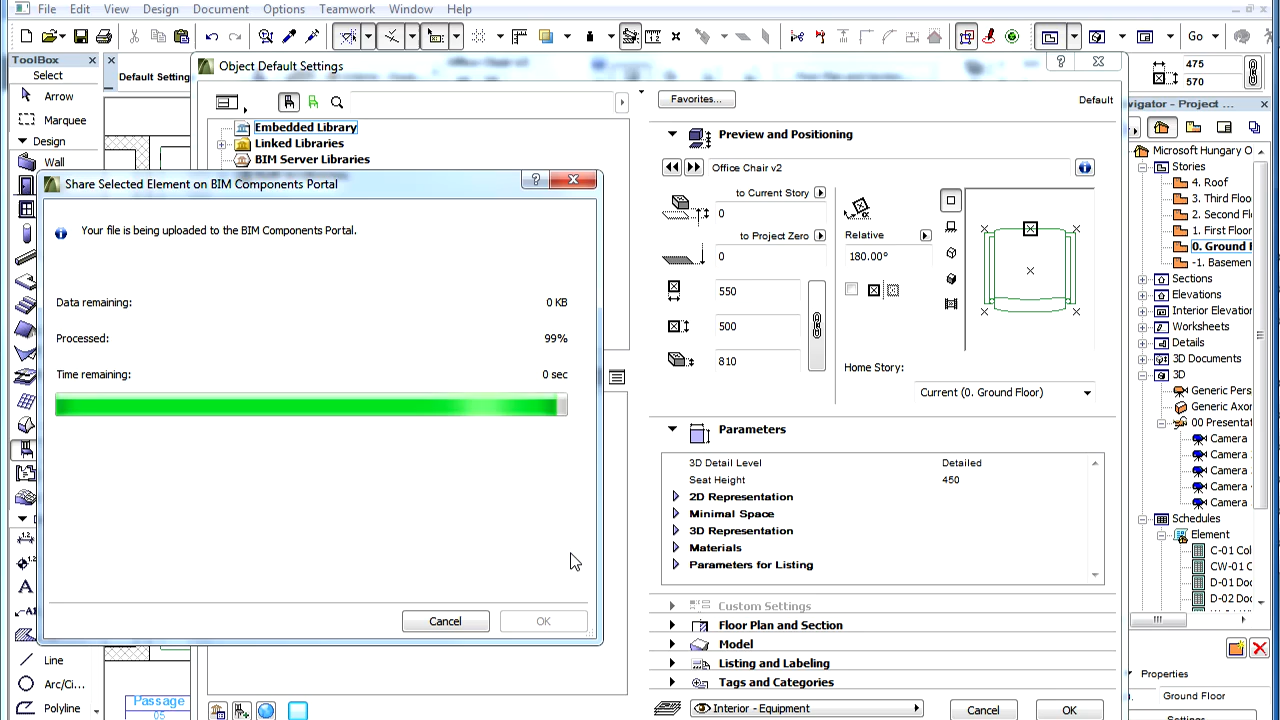 File Edit View Design Document Options Teamwork Window Help
Go
ToolBox
Select
Arrow
Marquee
Design
Wall
Default Setting
Object Default Settings
Embedded Library
Linked Libraries
BIM Server Libraries
Share Selected Element on BIM Components Portal
Your file is being uploaded to the BIM Components Portal.
Data remaining: 0 KB
Processed: 99%
Time remaining: 0 sec
Cancel OK
Favorites... Default
Preview and Positioning
Office Chair v2
to Current Story
0
to Project Zero
0
550
500
810
Relative
180.00°
Home Story:
Current (0. Ground Floor)
Parameters
3D Detail Level Detailed
Seat Height 450
2D Representation
Minimal Space
3D Representation
Materials
Parameters for Listing
Custom Settings
Floor Plan and Section
Model
Listing and Labeling
Tags and Categories
Interior - Equipment
Cancel OK
Line
Arc/Ci...
Polyline
Passage
05
475
570
vigator - Project ...
Microsoft Hungary O
Stories
4. Roof
3. Third Floo
2. Second Fl
1. First Floor
0. Ground F
-1. Basemen
Sections
Elevations
Interior Elevatior
Worksheets
Details
3D Documents
3D
Generic Pers
Generic Axor
00 Presentat
Camera
Camera
Camera
Camera
Camera
Schedules
Element
C-01 Col
CW-01 C
D-01 Doc
D-02 Doc
Properties
Ground Floor
Settings